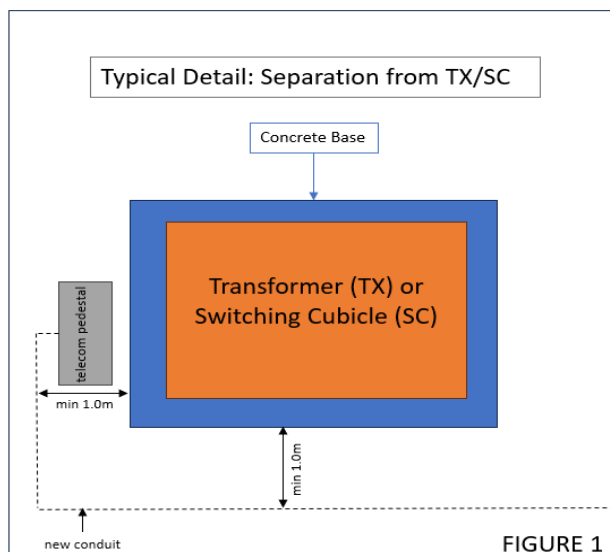 Typical Detail: Separation from TX/SC
Concrete Base
Transformer (TX) or
Switching Cubicle (SC)
telecom pedestal
min 1.0m
min 1.0m
new conduit
FIGURE 1